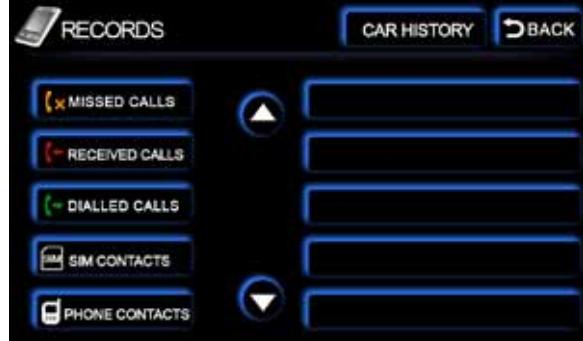 RECORDS
CAR HISTORY
BACK
MISSED CALLS
RECEIVED CALLS
DIALLED CALLS
SIM
SIM CONTACTS
PHONE CONTACTS